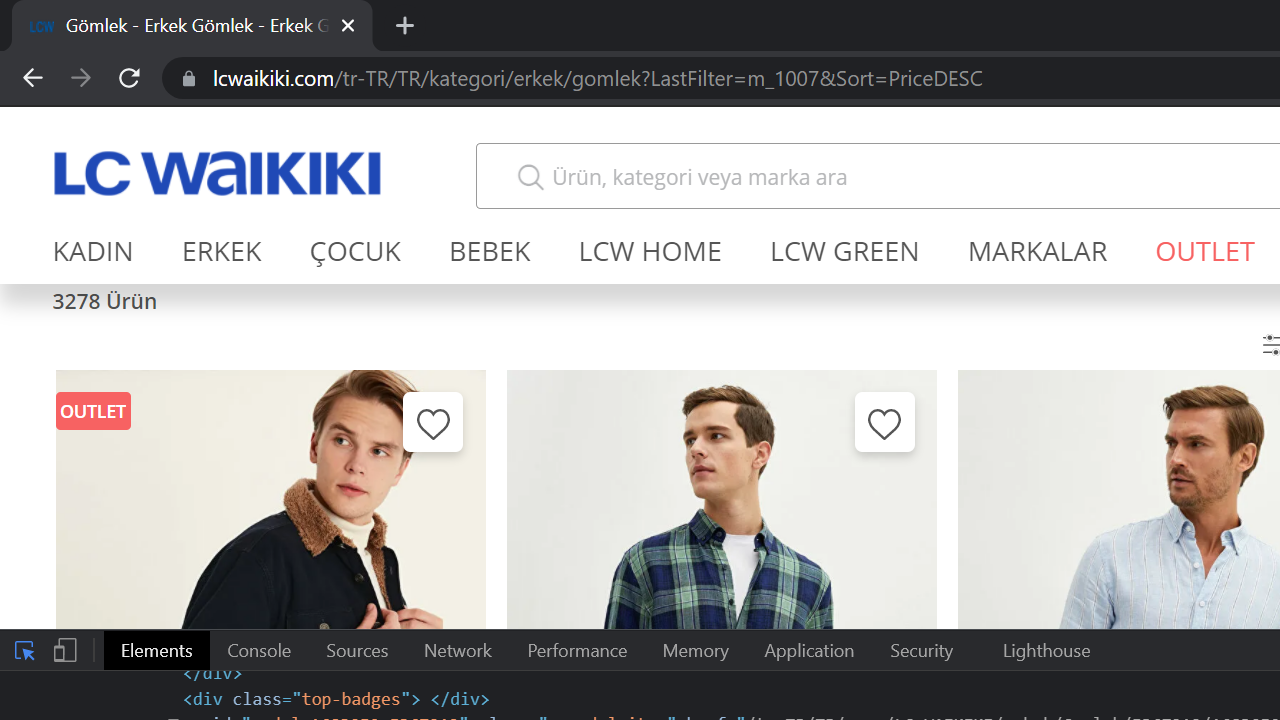 LCW Gömlek - Erkek Gömlek - Erkek G
lcwaikiki.com/tr-TR/TR/kategori/erkek/gomlek?LastFilter=m_1007&Sort=PriceDESC
LC WAIKIKI
Ürün, kategori veya marka ara
KADIN ERKEK ÇOCUK BEBEK LCW HOME LCW GREEN MARKALAR OUTLET
3278 Ürün
OUTLET
Elements Console Sources Network Performance Memory Application Security Lighthouse
</div>
<div class="top-badges"> </div>